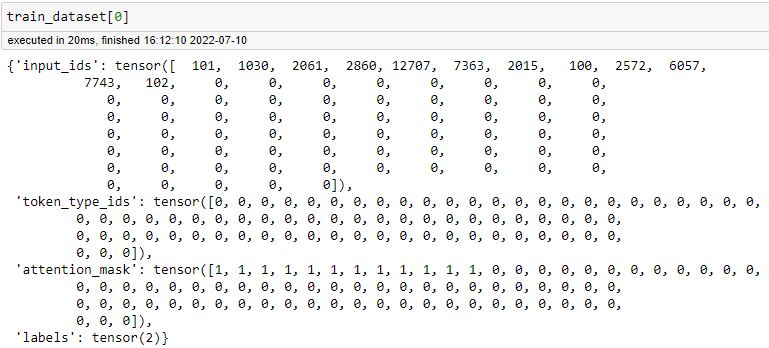 train_dataset[0]
executed in 20ms, finished 16:12:10 2022-07-10
{'input_ids': tensor([  101,  1030,  2061,  2860, 12707,  7363,  2015,   100,  2572,  6057,
7743,   102,     0,     0,     0,     0,     0,     0,     0,     0,
0,     0,     0,     0,     0,     0,     0,     0,     0,     0,
0,     0,     0,     0,     0,     0,     0,     0,     0,     0,
0,     0,     0,     0,     0,     0,     0,     0,     0,     0,
0,     0,     0,     0,     0,     0,     0,     0,     0,     0,
0,     0,     0,     0,     0,     0,     0,     0,     0,     0,
0,     0,     0,     0,     0]),
'token_type_ids': tensor([0, 0, 0, 0, 0, 0, 0, 0, 0, 0, 0, 0, 0, 0, 0, 0, 0, 0, 0, 0, 0, 0, 0, 0,
0, 0, 0, 0, 0, 0, 0, 0, 0, 0, 0, 0, 0, 0, 0, 0, 0, 0, 0, 0, 0, 0, 0, 0,
0, 0, 0, 0, 0, 0, 0, 0, 0, 0, 0, 0, 0, 0, 0, 0, 0, 0, 0, 0, 0, 0, 0, 0,
0, 0, 0]),
'attention_mask': tensor([1, 1, 1, 1, 1, 1, 1, 1, 1, 1, 1, 1, 0, 0, 0, 0, 0, 0, 0, 0, 0, 0, 0, 0,
0, 0, 0, 0, 0, 0, 0, 0, 0, 0, 0, 0, 0, 0, 0, 0, 0, 0, 0, 0, 0, 0, 0, 0,
0, 0, 0, 0, 0, 0, 0, 0, 0, 0, 0, 0, 0, 0, 0, 0, 0, 0, 0, 0, 0, 0, 0, 0,
0, 0, 0]),
'labels': tensor(2)}